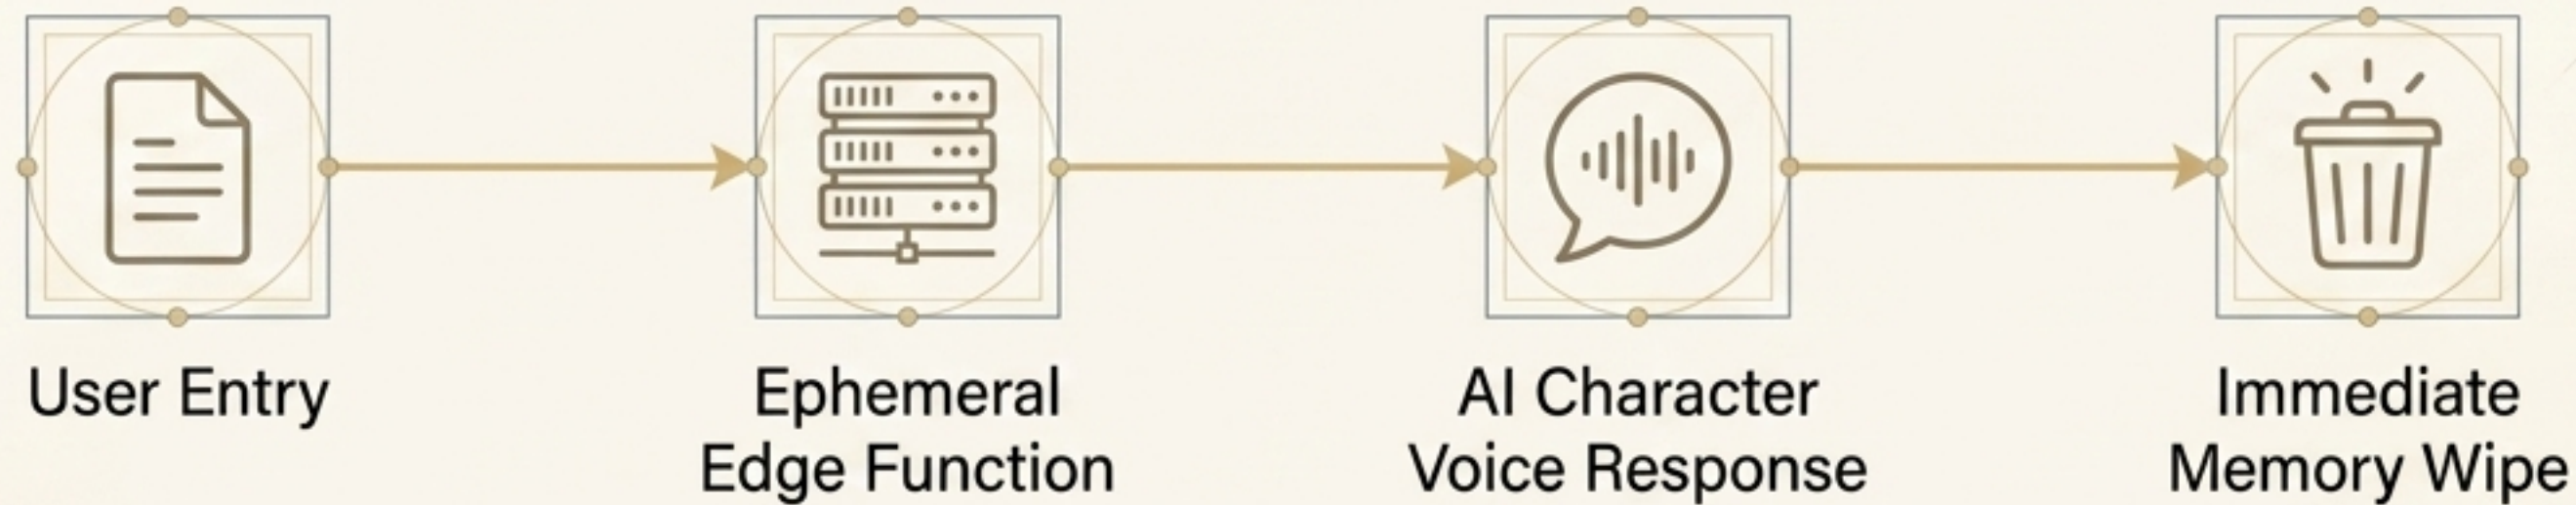 User Entry
Ephemeral
Edge Function
AI Character
Voice Response
Immediate
Memory Wipe